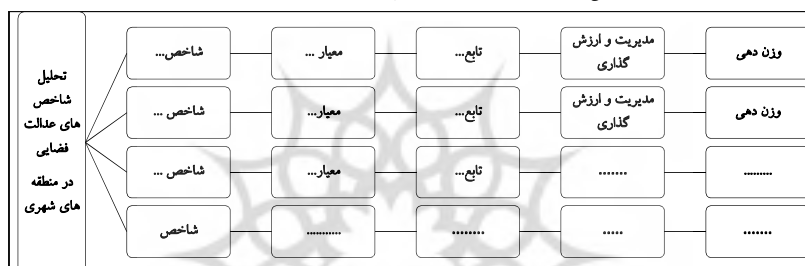 تحلیل
شاخص
های عدالت
فضایی
در منطقه
های شهری
شاخص...
معیار ...
تابع...
مدیریت و ارزش
گذاری
وزن دهی
شاخص ...
معیار...
تابع...
مدیریت و ارزش
گذاری
وزن دهی
شاخص ...
معیار...
تابع...
.......
.........
شاخص
...........
........
.....
.......